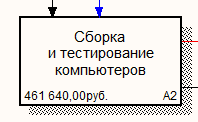 Сборка
и тестирование
компьютеров
461 640,00руб. A2